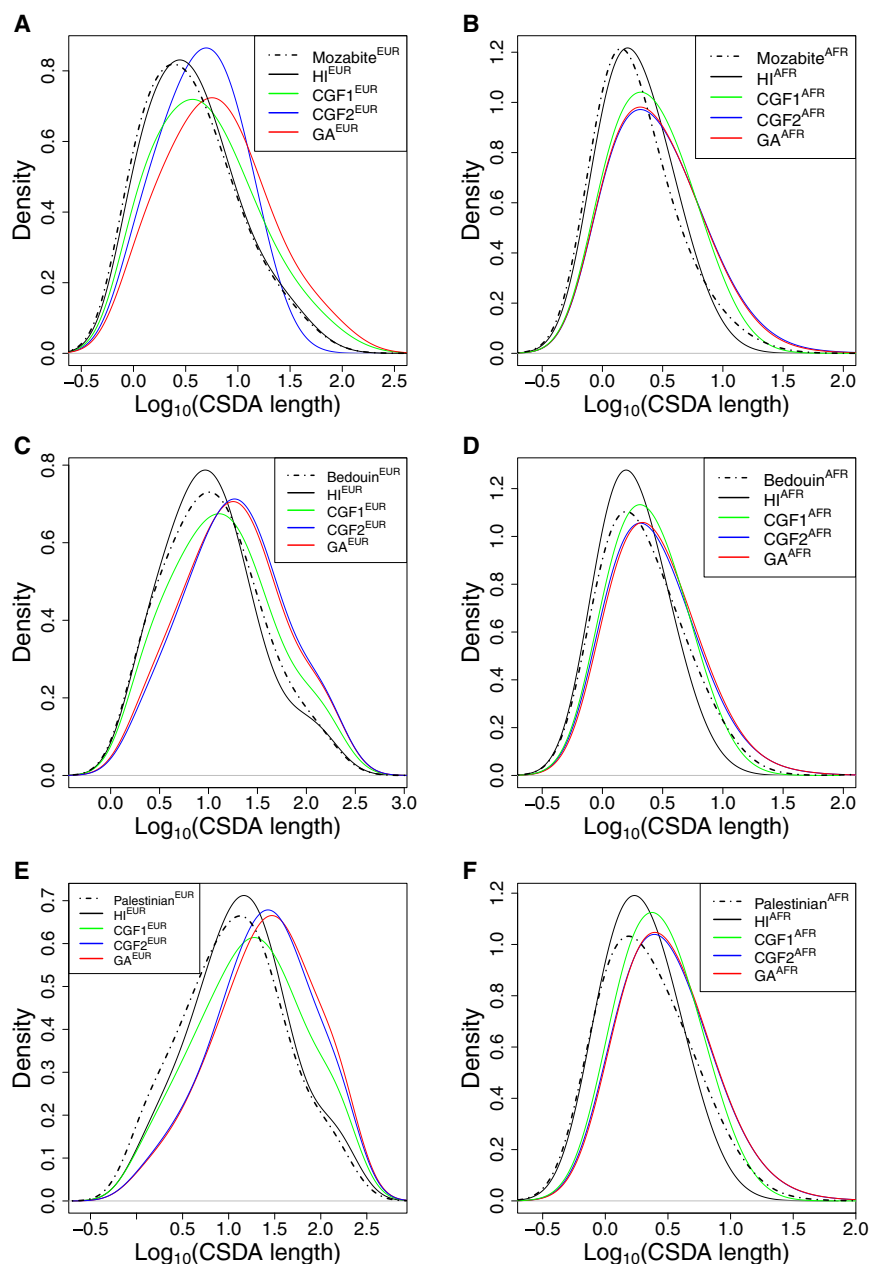 A
Density
0.0 0.2 0.4 0.6 0.8
Mozabite^EUR
HI^EUR
CGF1^EUR
CGF2^EUR
GA^EUR
−0.5 0.0 0.5 1.0 1.5 2.0 2.5
Log₁₀(CSDA length)
B
Density
0.0 0.2 0.4 0.6 0.8 1.0 1.2
Mozabite^AFR
HI^AFR
CGF1^AFR
CGF2^AFR
GA^AFR
−0.5 0.0 0.5 1.0 1.5 2.0
Log₁₀(CSDA length)
C
Density
0.0 0.2 0.4 0.6 0.8
Bedouin^EUR
HI^EUR
CGF1^EUR
CGF2^EUR
GA^EUR
0.0 0.5 1.0 1.5 2.0 2.5 3.0
Log₁₀(CSDA length)
D
Density
0.0 0.2 0.4 0.6 0.8 1.0 1.2
Bedouin^AFR
HI^AFR
CGF1^AFR
CGF2^AFR
GA^AFR
−0.5 0.0 0.5 1.0 1.5 2.0
Log₁₀(CSDA length)
E
Density
0.0 0.1 0.2 0.3 0.4 0.5 0.6 0.7
Palestinian^EUR
HI^EUR
CGF1^EUR
CGF2^EUR
GA^EUR
−0.5 0.5 1.0 1.5 2.0 2.5
Log₁₀(CSDA length)
F
Density
0.0 0.2 0.4 0.6 0.8 1.0 1.2
Palestinian^AFR
HI^AFR
CGF1^AFR
CGF2^AFR
GA^AFR
−0.5 0.0 0.5 1.0 1.5 2.0
Log₁₀(CSDA length)